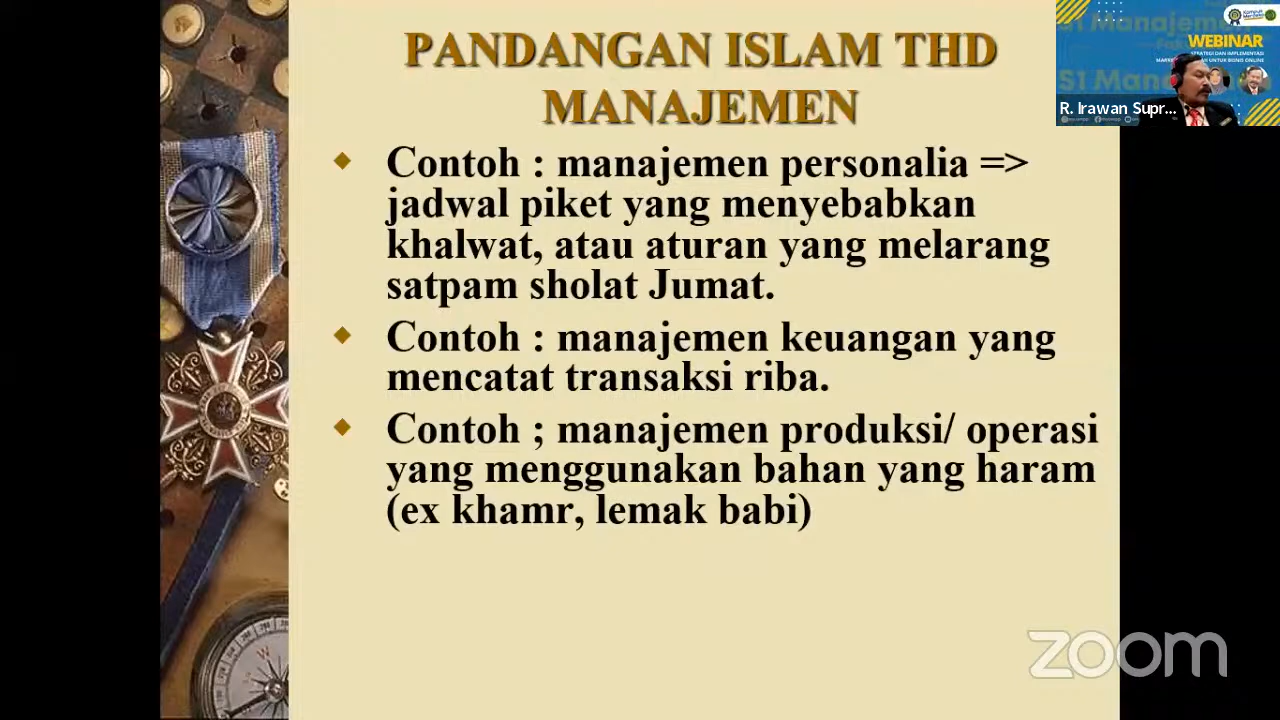 PANDANGAN ISLAM THD
MANAJEMEN
Contoh : manajemen personalia =>
jadwal piket yang menyebabkan
khalwat, atau aturan yang melarang
satpam sholat Jumat.
Contoh : manajemen keuangan yang
mencatat transaksi riba.
Contoh ; manajemen produksi/ operasi
yang menggunakan bahan yang haram
(ex khamr, lemak babi)
WEBINAR
R. Irawan Supr...
zoom